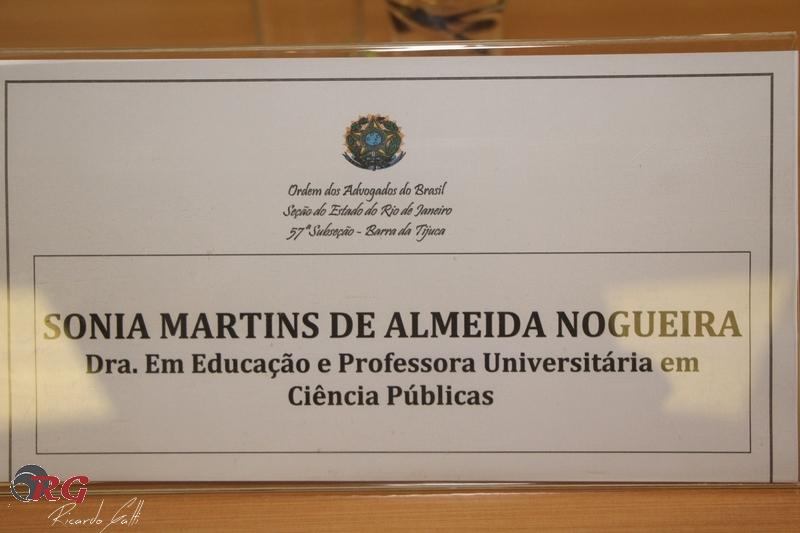 Ordem dos Advogados do Brasil
Seção do Estado do Rio de Janeiro
57ª Subseção - Barra da Tijuca
SONIA MARTINS DE ALMEIDA NOGUEIRA
Dra. Em Educação e Professora Universitária em
Ciência Públicas
RG
Ricardo Galli